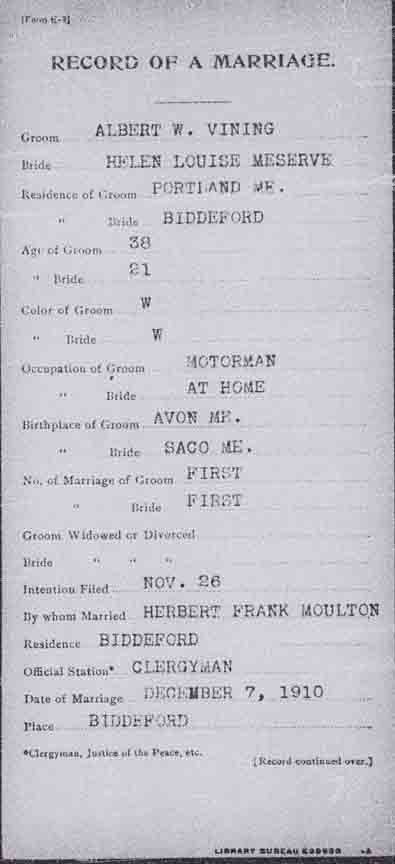 RECORD OF A MARRIAGE.
Groom ALBERT W. VINING
Bride HELEN LOUISE MESERVE
Residence of Groom PORTLAND ME.
" Bride BIDDEFORD
Age of Groom 38
" Bride 21
Color of Groom W
" Bride W
Occupation of Groom MOTORMAN
" Bride AT HOME
Birthplace of Groom AVON ME.
" Bride SACO ME.
No. of Marriage of Groom FIRST
" Bride FIRST
Groom Widowed or Divorced
Bride " " "
Intention Filed NOV. 26
By whom Married HERBERT FRANK MOULTON
Residence BIDDEFORD
Official Station* CLERGYMAN
Date of Marriage DECEMBER 7, 1910
Place BIDDEFORD
*Clergyman, Justice of the Peace, etc.
[Record continued over.]
LIBRARY BUREAU